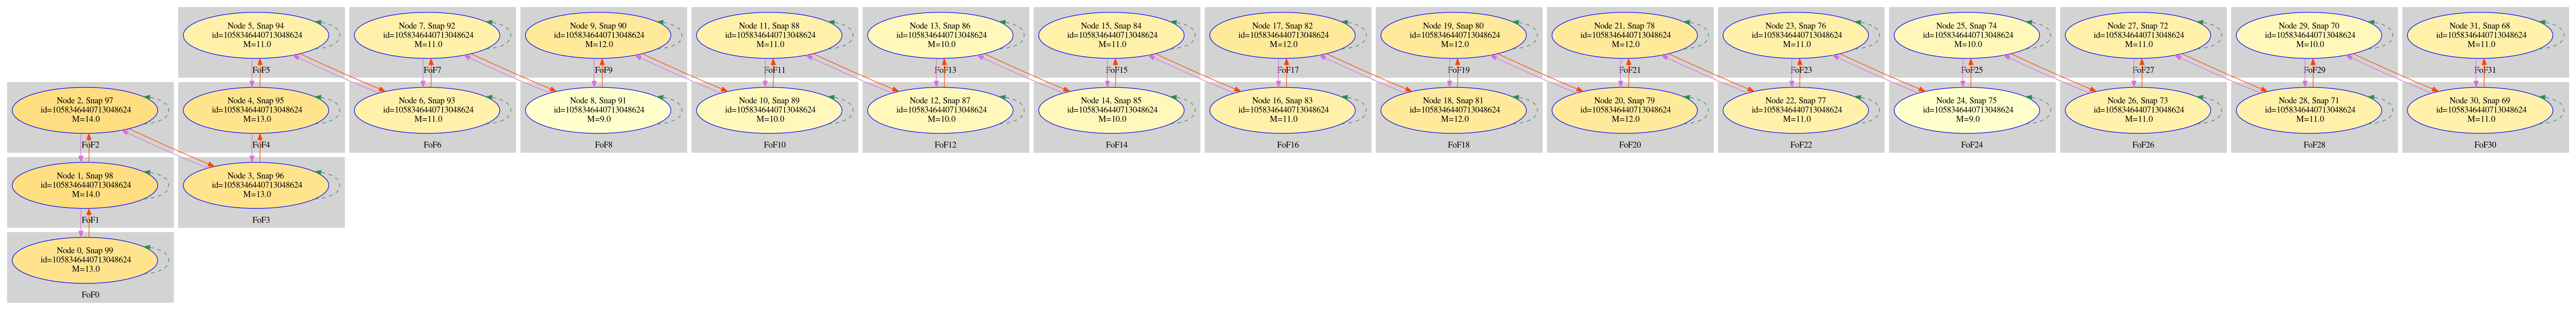 Node 5, Snap 94
id=1058346440713048624
M=11.0
FoF5
Node 7, Snap 92
id=1058346440713048624
M=11.0
FoF7
Node 9, Snap 90
id=1058346440713048624
M=12.0
FoF9
Node 11, Snap 88
id=1058346440713048624
M=11.0
FoF11
Node 13, Snap 86
id=1058346440713048624
M=10.0
FoF13
Node 15, Snap 84
id=1058346440713048624
M=11.0
FoF15
Node 17, Snap 82
id=1058346440713048624
M=12.0
FoF17
Node 19, Snap 80
id=1058346440713048624
M=12.0
FoF19
Node 21, Snap 78
id=1058346440713048624
M=12.0
FoF21
Node 23, Snap 76
id=1058346440713048624
M=11.0
FoF23
Node 25, Snap 74
id=1058346440713048624
M=10.0
FoF25
Node 27, Snap 72
id=1058346440713048624
M=11.0
FoF27
Node 29, Snap 70
id=1058346440713048624
M=10.0
FoF29
Node 31, Snap 68
id=1058346440713048624
M=11.0
FoF31
Node 2, Snap 97
id=1058346440713048624
M=14.0
FoF2
Node 4, Snap 95
id=1058346440713048624
M=13.0
FoF4
Node 6, Snap 93
id=1058346440713048624
M=11.0
FoF6
Node 8, Snap 91
id=1058346440713048624
M=9.0
FoF8
Node 10, Snap 89
id=1058346440713048624
M=10.0
FoF10
Node 12, Snap 87
id=1058346440713048624
M=10.0
FoF12
Node 14, Snap 85
id=1058346440713048624
M=10.0
FoF14
Node 16, Snap 83
id=1058346440713048624
M=11.0
FoF16
Node 18, Snap 81
id=1058346440713048624
M=12.0
FoF18
Node 20, Snap 79
id=1058346440713048624
M=12.0
FoF20
Node 22, Snap 77
id=1058346440713048624
M=11.0
FoF22
Node 24, Snap 75
id=1058346440713048624
M=9.0
FoF24
Node 26, Snap 73
id=1058346440713048624
M=11.0
FoF26
Node 28, Snap 71
id=1058346440713048624
M=11.0
FoF28
Node 30, Snap 69
id=1058346440713048624
M=11.0
FoF30
Node 1, Snap 98
id=1058346440713048624
M=14.0
FoF1
Node 3, Snap 96
id=1058346440713048624
M=13.0
FoF3
Node 0, Snap 99
id=1058346440713048624
M=13.0
FoF0